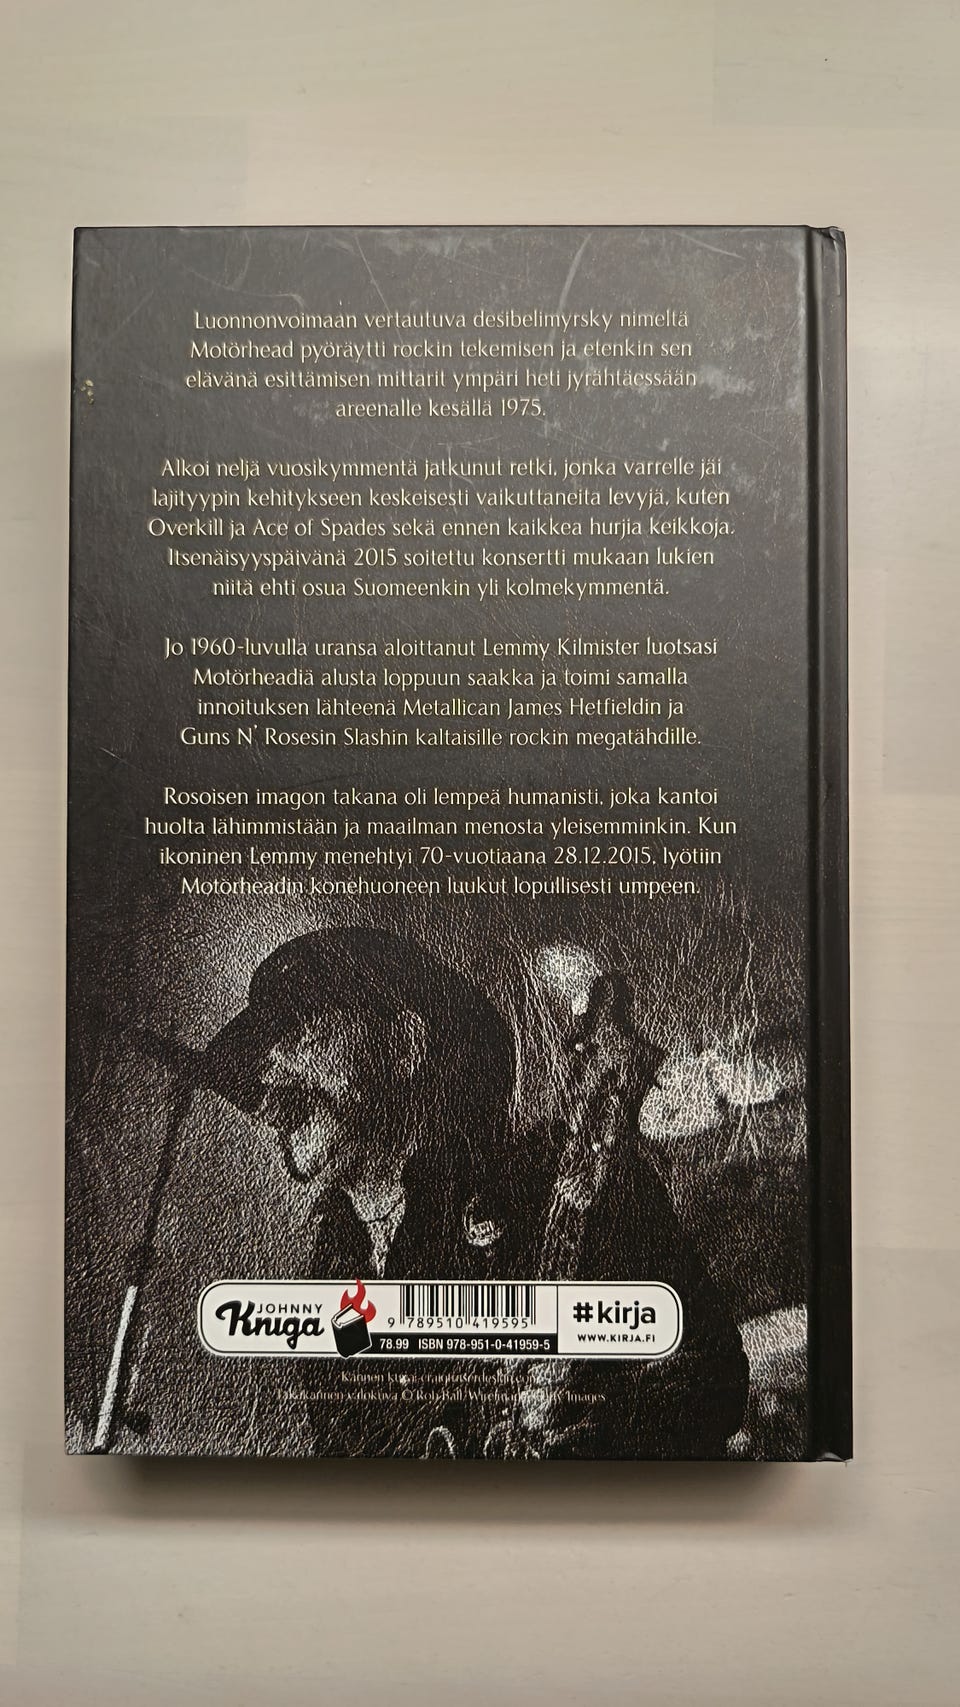 Luonnonvoimaan vertautuva desibelimyrsky nimeltä
Motörhead pyöräytti rockin tekemisen ja etenkin sen
elävänä esittämisen mittarit ympäri heti jyrähtäessään
areenalle kesällä 1975.
Alkoi neljä vuosikymmentä jatkunut retki, jonka varrelle jäi
lajityypin kehitykseen keskeisesti vaikuttaneita levyjä, kuten
Overkill ja Ace of Spades sekä ennen kaikkea hurjia keikkoja.
Itsenäisyyspäivänä 2015 soitettu konsertti mukaan lukien
niitä ehti osua Suomeenkin yli kolmekymmentä.
Jo 1960-luvulla uransa aloittanut Lemmy Kilmister luotsasi
Motörheadiä alusta loppuun saakka ja toimi samalla
innoituksen lähteenä Metallican James Hetfieldin ja
Guns N' Rosesin Slashin kaltaisille rockin megatähdille.
Rosoisen imagon takana oli lempeä humanisti, joka kantoi
huolta lähimmistään ja maailman menosta yleisemminkin. Kun
ikoninen Lemmy menehtyi 70-vuotiaana 28.12.2015, lyötiin
Motörheadin konehuoneen luukut lopullisesti umpeen.
JOHNNY
Kniga
9 789510 419595
78.99 ISBN 978-951-0-41959-5
#kirja
WWW.KIRJA.FI
Kannen kuva:
Takakannen valokuva © Images